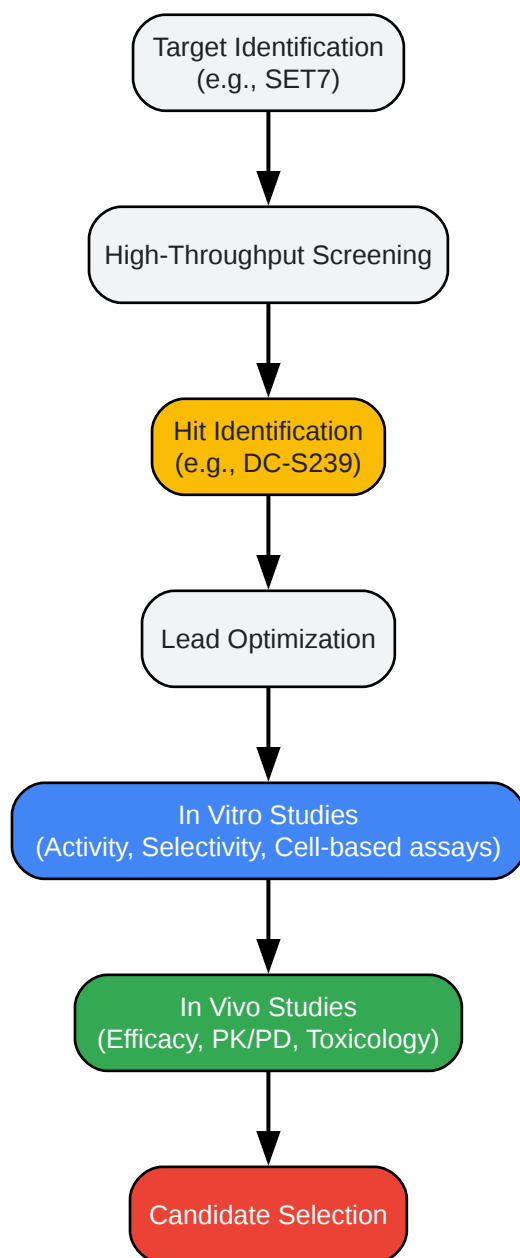 Target Identification
(e.g., SET7)
High-Throughput Screening
Hit Identification
(e.g., DC-S239)
Lead Optimization
In Vitro Studies
(Activity, Selectivity, Cell-based assays)
In Vivo Studies
(Efficacy, PK/PD, Toxicology)
Candidate Selection